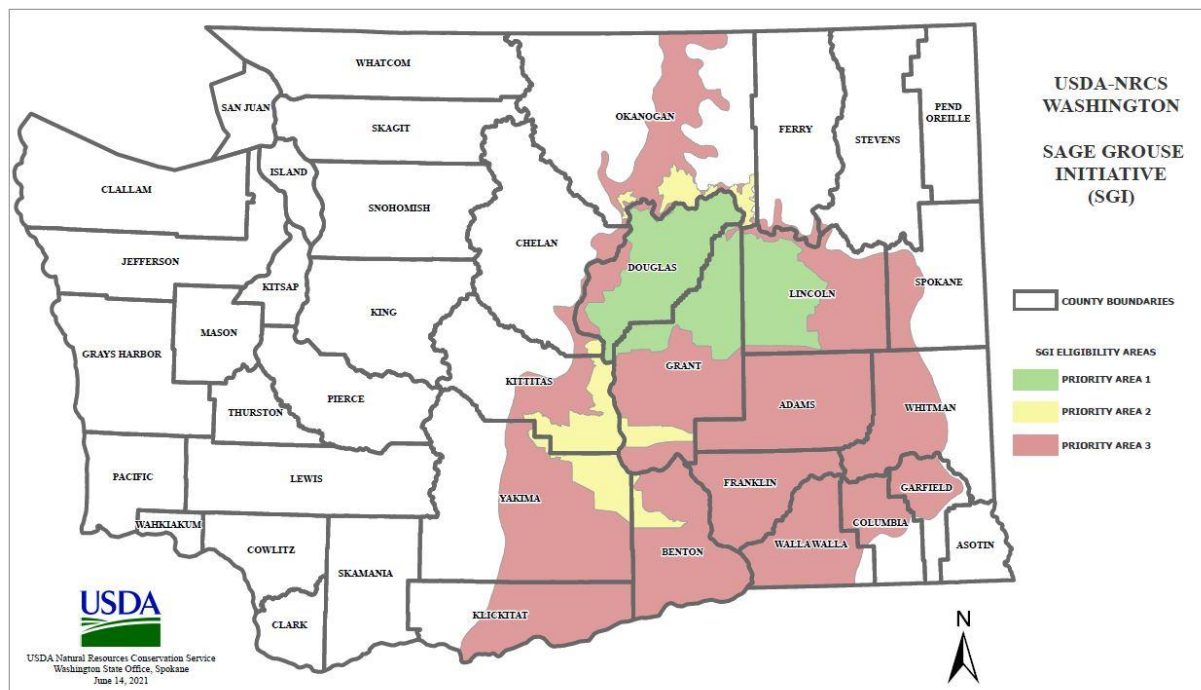 WHATCOM
SAN JUAN
SKAGIT
ISLAND
CLALLAM
SNOHOMISH
JEFFERSON
KITSAP
CHELAN
OKANOGAN
FERRY
STEVENS
PEND
OREILLE
DOUGLAS
LINCOLN
SPOKANE
KING
MASON
GRAYS HARBOR
KITTITAS
GRANT
ADAMS
WHITMAN
THURSTON
PIERCE
PACIFIC
LEWIS
YAKIMA
FRANKLIN
GARFIELD
WAHKIAKUM
COWLITZ
SKAMANIA
BENTON
WALLA WALLA
COLUMBIA
ASOTIN
CLARK
KLICKITAT
USDA-NRCS
WASHINGTON
SAGE GROUSE
INITIATIVE
(SGI)
COUNTY BOUNDARIES
SGI ELIGIBILITY AREAS
PRIORITY AREA 1
PRIORITY AREA 2
PRIORITY AREA 3
N
USDA
USDA Natural Resources Conservation Service
Washington State Office, Spokane
June 14, 2021